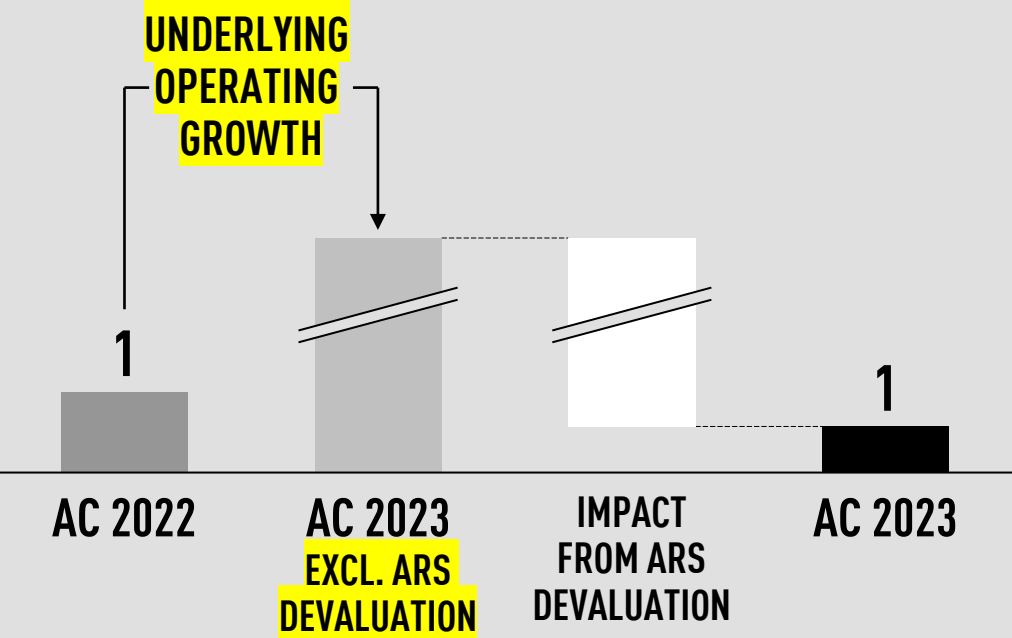 UNDERLYING
OPERATING
GROWTH
1
1
AC 2022
AC 2023
EXCL. ARS
DEVALUATION
IMPACT
FROM ARS
DEVALUATION
AC 2023